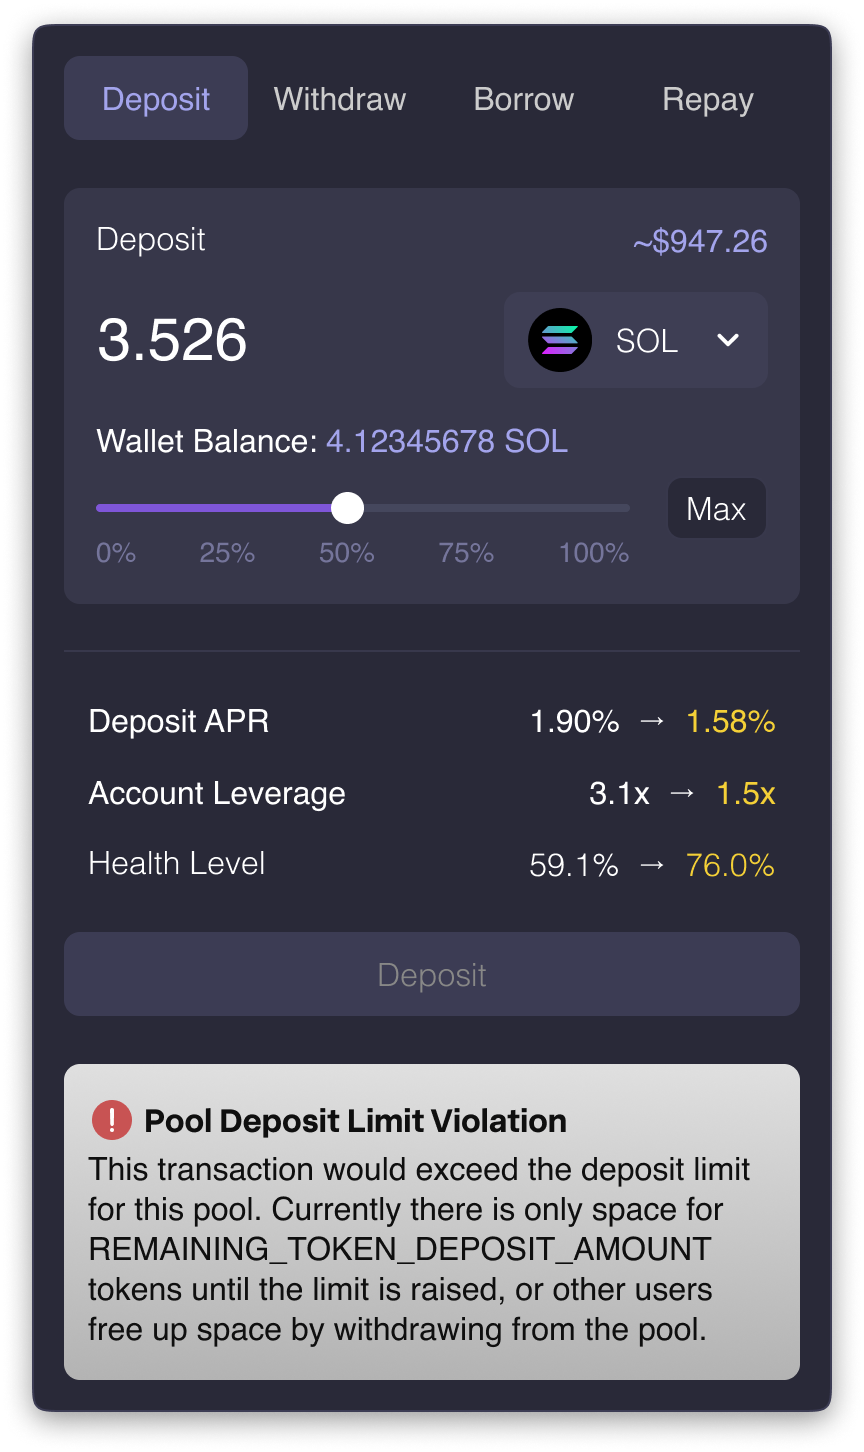 Deposit Withdraw Borrow Repay
Deposit ~$947.26
3.526 SOL
Wallet Balance: 4.12345678 SOL
Max
0% 25% 50% 75% 100%
Deposit APR 1.90% → 1.58%
Account Leverage 3.1x → 1.5x
Health Level 59.1% → 76.0%
Deposit
! Pool Deposit Limit Violation
This transaction would exceed the deposit limit
for this pool. Currently there is only space for
REMAINING_TOKEN_DEPOSIT_AMOUNT
tokens until the limit is raised, or other users
free up space by withdrawing from the pool.